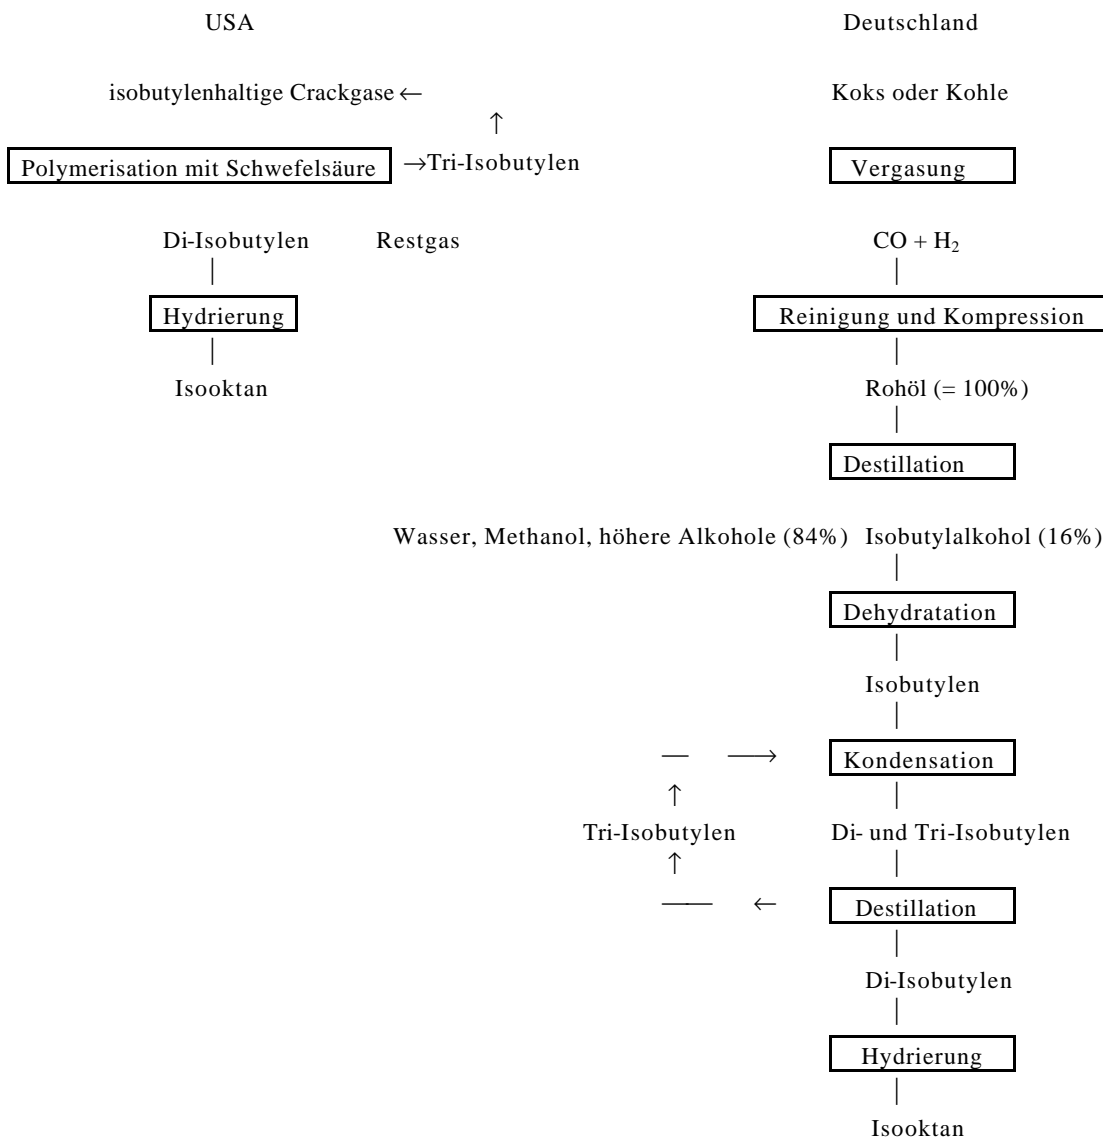 USA Deutschland
isobutylenhaltige Crackgase ← Koks oder Kohle
↑
Polymerisation mit Schwefelsäure →Tri-Isobutylen Vergasung
Di-Isobutylen Restgas CO + H₂
Hydrierung Reinigung und Kompression
Isooktan Rohöl (= 100%)
Destillation
Wasser, Methanol, höhere Alkohole (84%) Isobutylalkohol (16%)
Dehydratation
Isobutylen
— ⟶ Kondensation
↑
Tri-Isobutylen Di- und Tri-Isobutylen
↑
— ← Destillation
Di-Isobutylen
Hydrierung
Isooktan